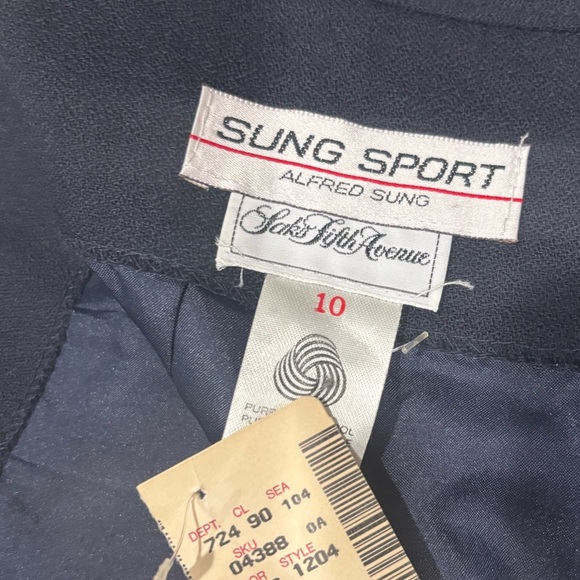 SUNG SPORT
ALFRED SUNG
Saks Fifth Avenue
10
DEPT. CL SEA
724 90 104
SKU
04388 0A
STYLE
1204